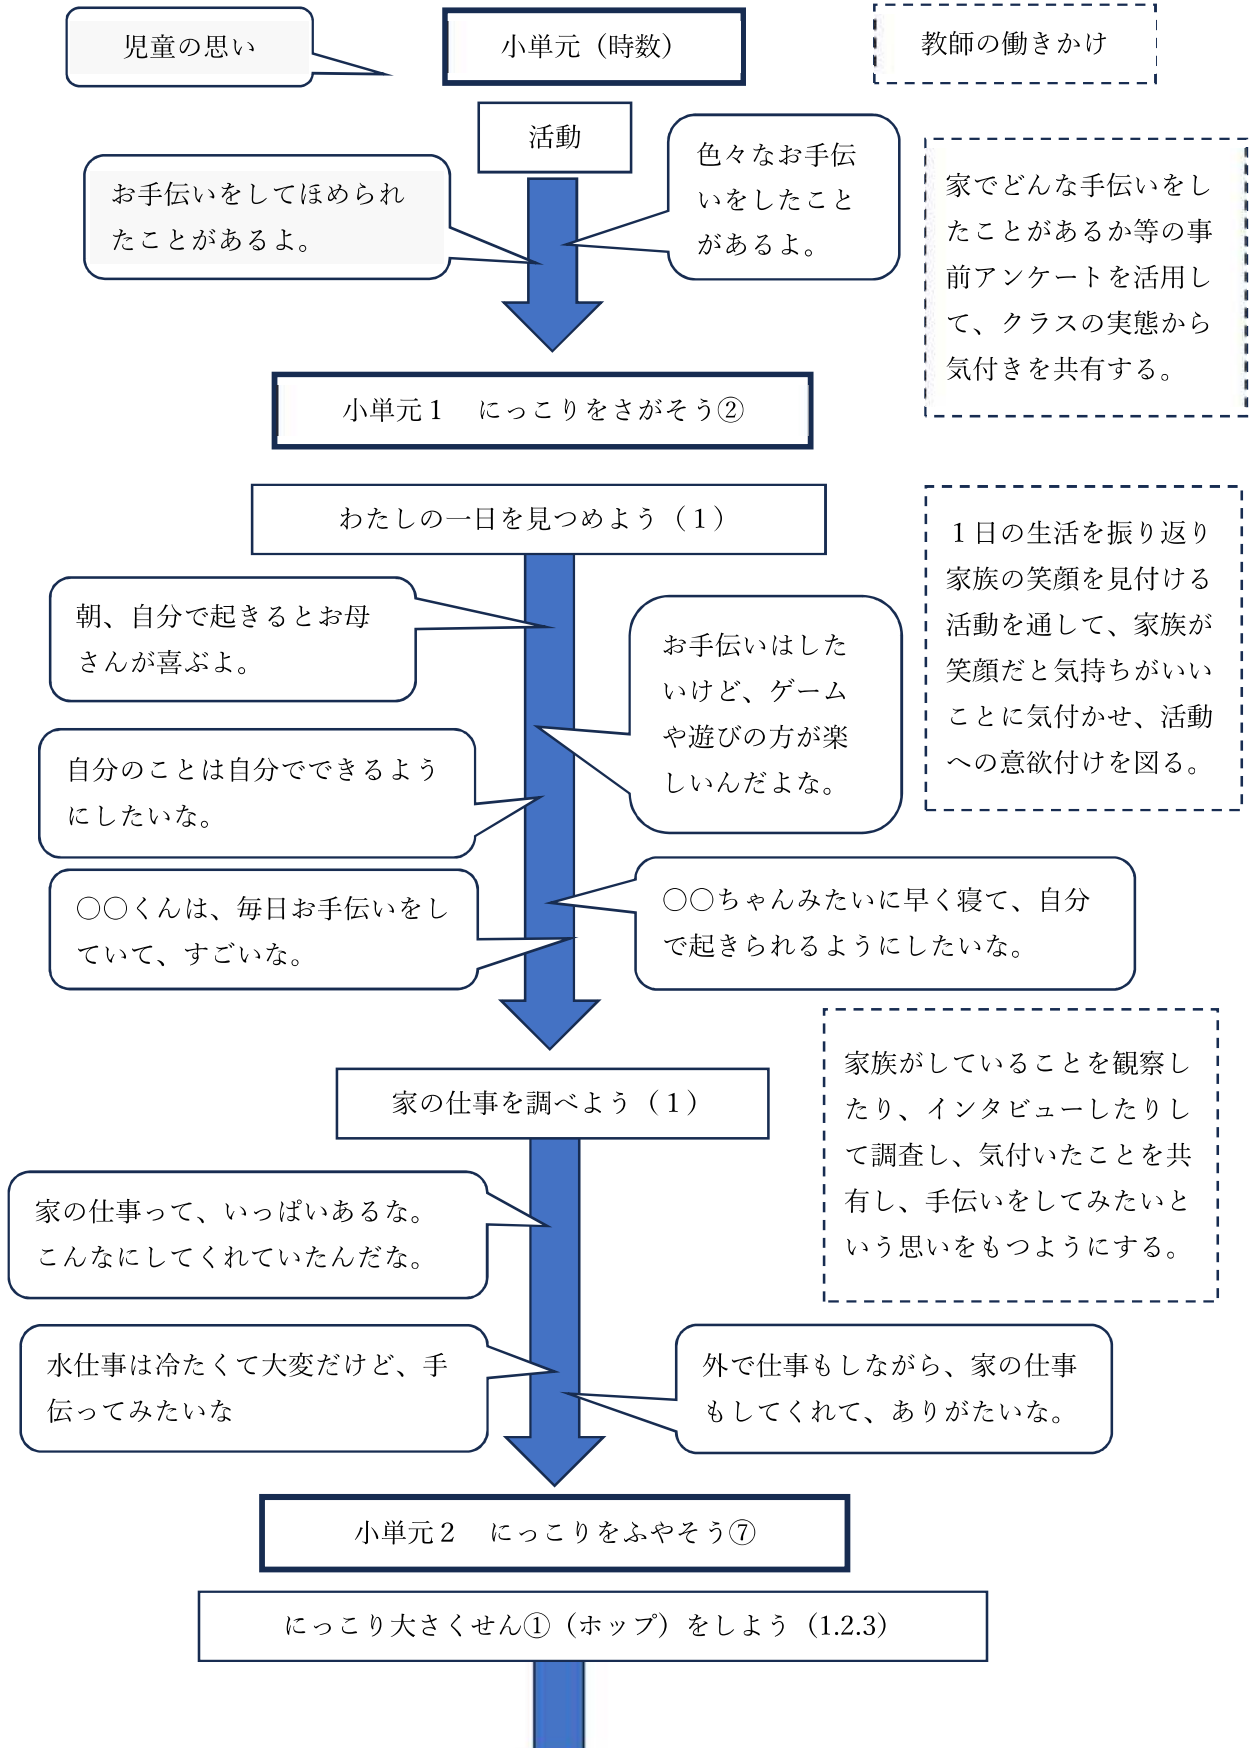 児童の思い
小単元（時数）
教師の働きかけ
活動
お手伝いをしてほめられ
たことがあるよ。
色々なお手伝
いをしたこと
があるよ。
家でどんな手伝いをし
たことがあるか等の事
前アンケートを活用し
て、クラスの実態から
気付きを共有する。
小単元１　にっこりをさがそう②
わたしの一日を見つめよう（１）
１日の生活を振り返り
家族の笑顔を見付ける
活動を通して、家族が
笑顔だと気持ちがいい
ことに気付かせ、活動
への意欲付けを図る。
朝、自分で起きるとお母
さんが喜ぶよ。
お手伝いはした
いけど、ゲーム
や遊びの方が楽
しいんだよな。
自分のことは自分でできるよう
にしたいな。
〇〇くんは、毎日お手伝いをし
ていて、すごいな。
〇〇ちゃんみたいに早く寝て、自分
で起きられるようにしたいな。
家の仕事を調べよう（１）
家族がしていることを観察し
たり、インタビューしたりし
て調査し、気付いたことを共
有し、手伝いをしてみたいと
いう思いをもつようにする。
家の仕事って、いっぱいあるな。
こんなにしてくれていたんだな。
水仕事は冷たくて大変だけど、手
伝ってみたいな
外で仕事もしながら、家の仕事
もしてくれて、ありがたいな。
小単元２　にっこりをふやそう⑦
にっこり大さくせん①（ホップ）をしよう（1.2.3）